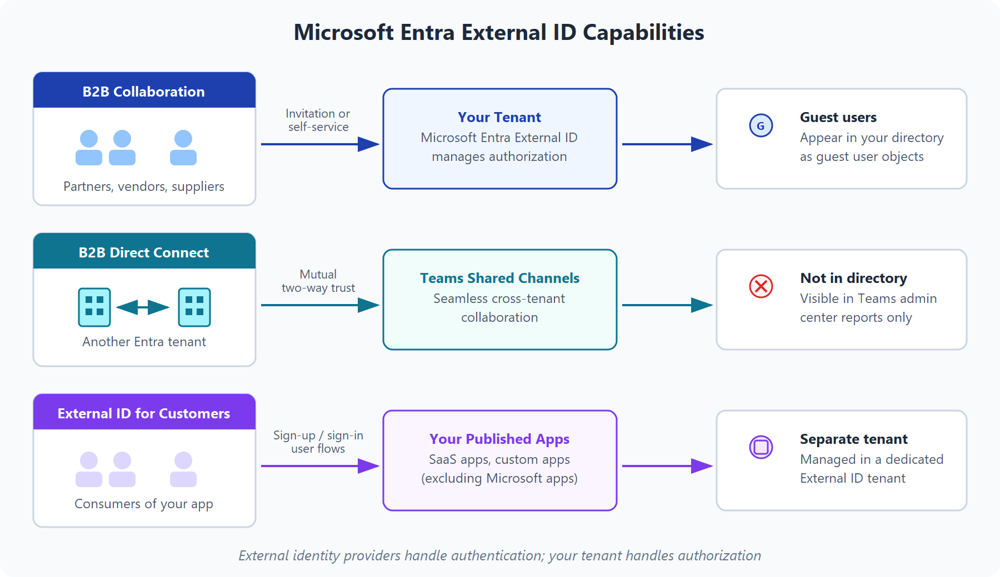 Microsoft Entra External ID Capabilities
B2B Collaboration
Partners, vendors, suppliers
Invitation or
self-service
Your Tenant
Microsoft Entra External ID
manages authorization
G
Guest users
Appear in your directory
as guest user objects
B2B Direct Connect
Another Entra tenant
Mutual
two-way trust
Teams Shared Channels
Seamless cross-tenant
collaboration
Not in directory
Visible in Teams admin
center reports only
External ID for Customers
Consumers of your app
Sign-up / sign-in
user flows
Your Published Apps
SaaS apps, custom apps
(excluding Microsoft apps)
Separate tenant
Managed in a dedicated
External ID tenant
External identity providers handle authentication; your tenant handles authorization